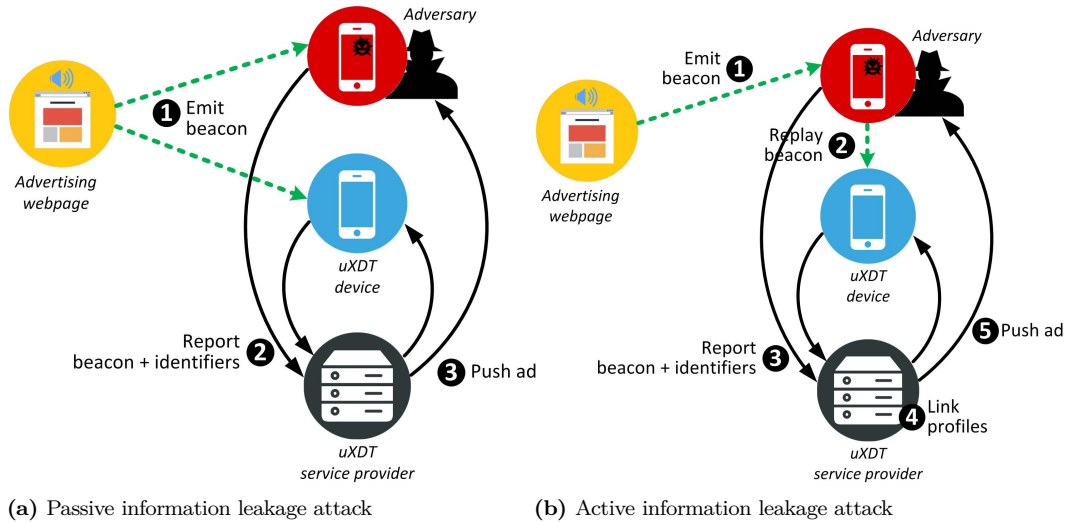 Adversary
1 Emit
beacon
Advertising
webpage
uXDT
device
Report
beacon + identifiers
2
3 Push ad
uXDT
service provider
(a) Passive information leakage attack
Adversary
Emit
beacon
1
Replay
beacon
2
Advertising
webpage
uXDT
device
Report
beacon + identifiers
3
5 Push ad
4 Link
profiles
uXDT
service provider
(b) Active information leakage attack